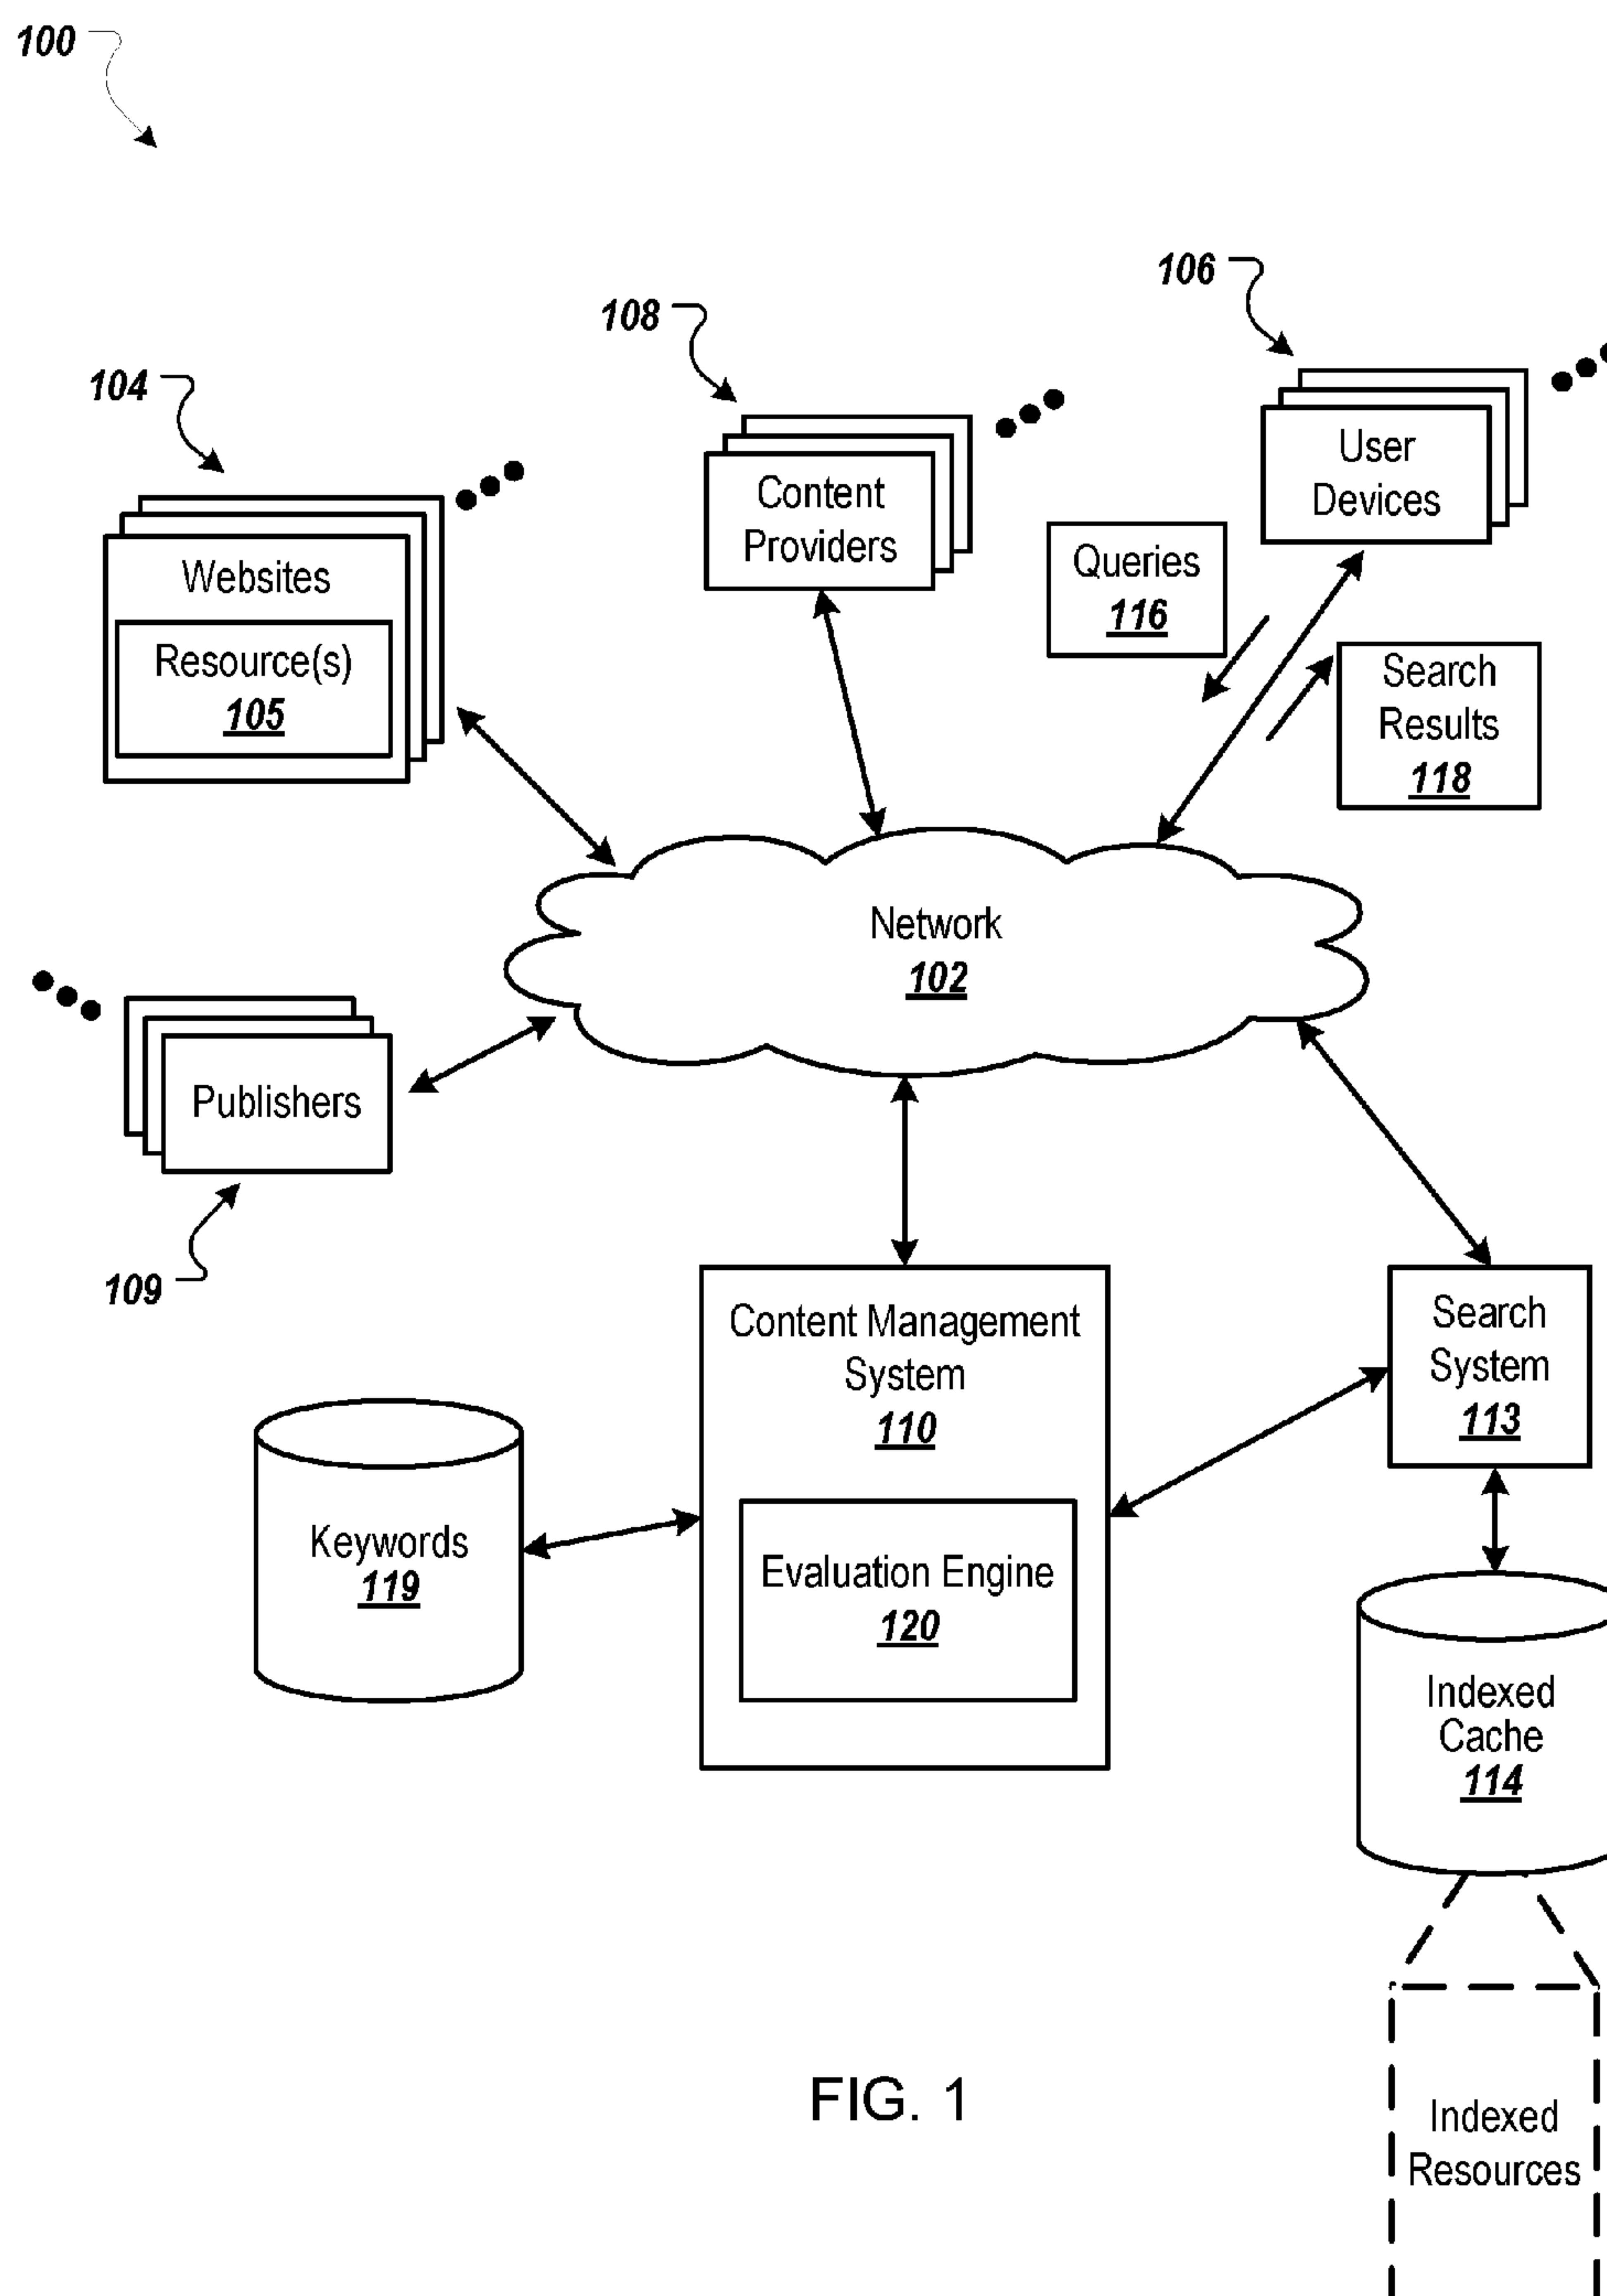 100
106
108
104
User
Devices
Content
Providers
Queries
116
Websites
Resource(s)
105
Search
Results
118
Network
102
Publishers
109
Content Management
System
110
Search
System
113
Keywords
119
Evaluation Engine
120
Indexed
Cache
114
FIG. 1
Indexed
Resources